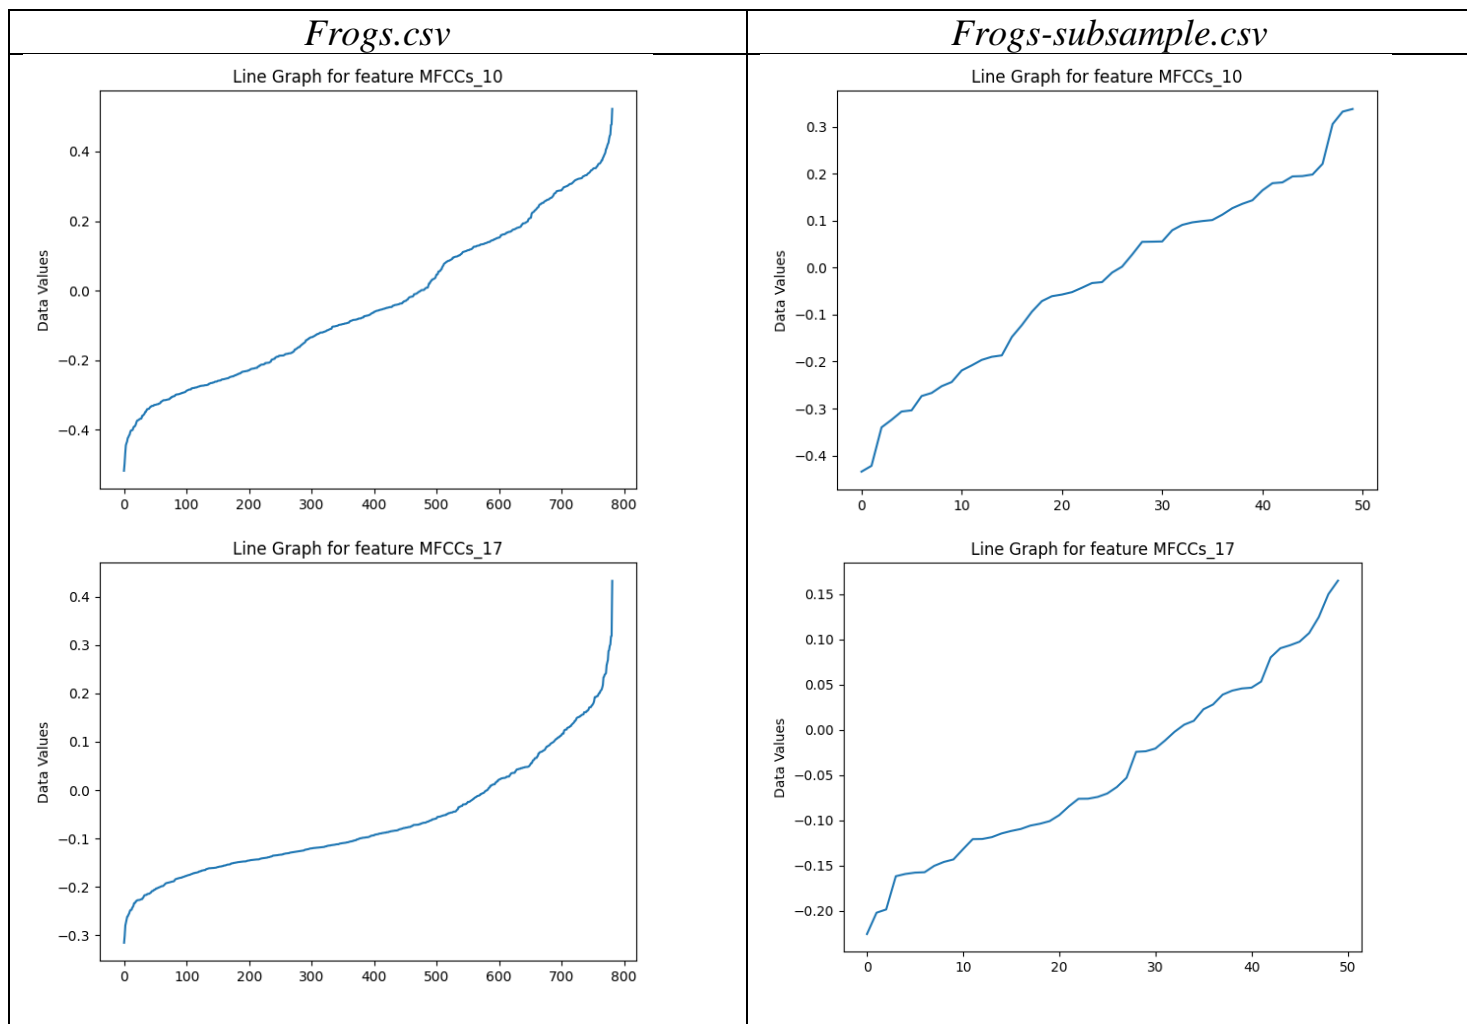 Frogs.csv
Frogs-subsample.csv
Line Graph for feature MFCCs_10
Data Values
0.4
0.2
0.0
−0.2
−0.4
0 100 200 300 400 500 600 700 800
Line Graph for feature MFCCs_10
Data Values
0.3
0.2
0.1
0.0
−0.1
−0.2
−0.3
−0.4
0 10 20 30 40 50
Line Graph for feature MFCCs_17
Data Values
0.4
0.3
0.2
0.1
0.0
−0.1
−0.2
−0.3
0 100 200 300 400 500 600 700 800
Line Graph for feature MFCCs_17
Data Values
0.15
0.10
0.05
0.00
−0.05
−0.10
−0.15
−0.20
0 10 20 30 40 50